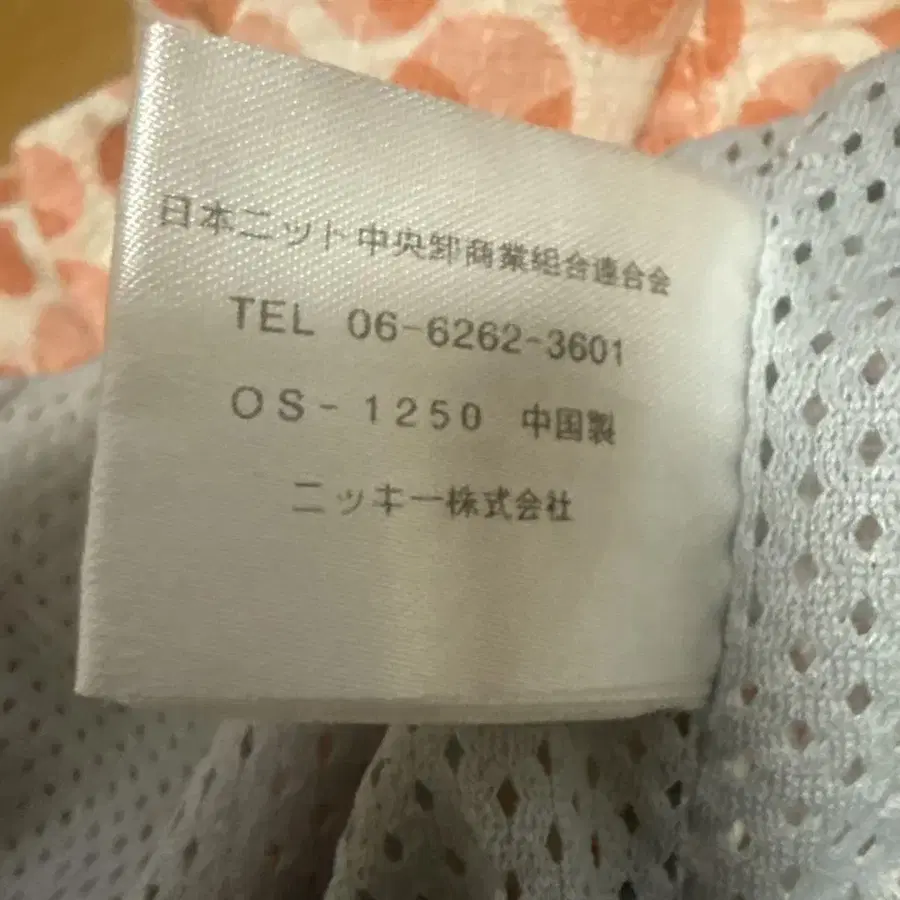 日本ニット中央卸商業組合連合会
TEL 06-6262-3601
OS-1250 中国製
ニッキー株式会社